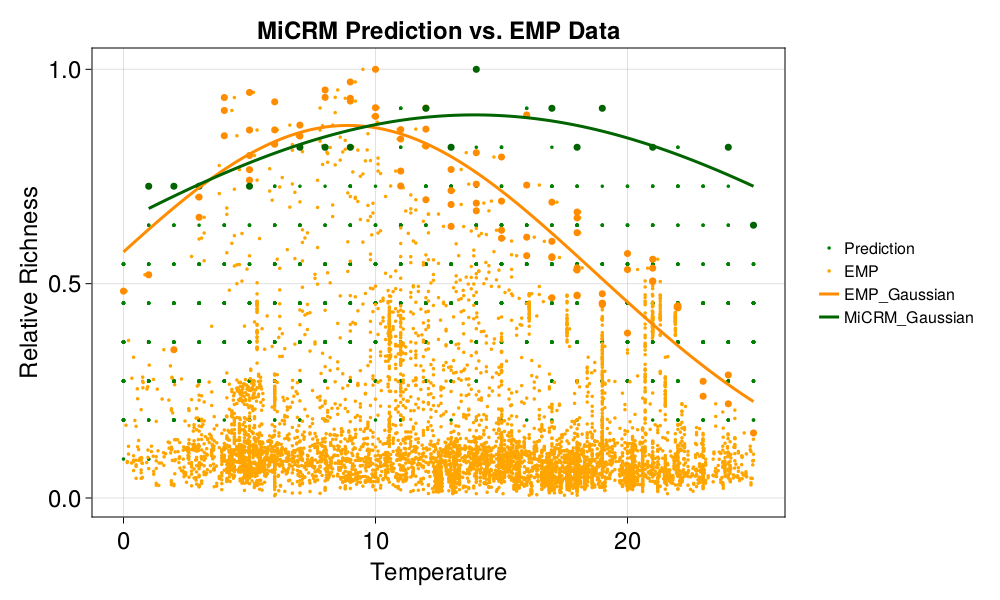 MiCRM Prediction vs. EMP Data
1.0
0.5
0.0
Relative Richness
0
10
20
Temperature
Prediction
EMP
EMP_Gaussian
MiCRM_Gaussian